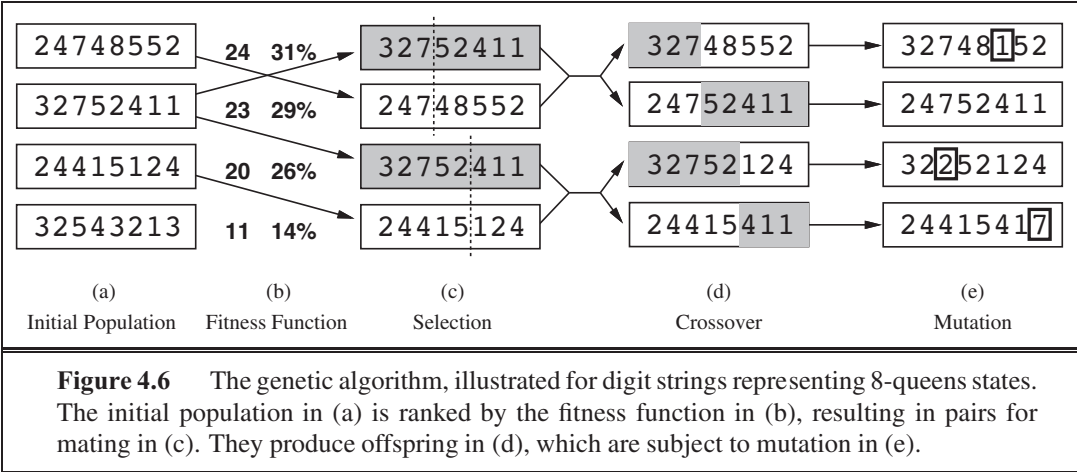 24748552 24 31% 32752411 32748552 32748152
32752411 23 29% 24748552 24752411 24752411
24415124 20 26% 32752411 32752124 32252124
32543213 11 14% 24415124 24415411 24415417
(a) (b) (c) (d) (e)
Initial Population Fitness Function Selection Crossover Mutation
Figure 4.6 The genetic algorithm, illustrated for digit strings representing 8-queens states.
The initial population in (a) is ranked by the fitness function in (b), resulting in pairs for
mating in (c). They produce offspring in (d), which are subject to mutation in (e).